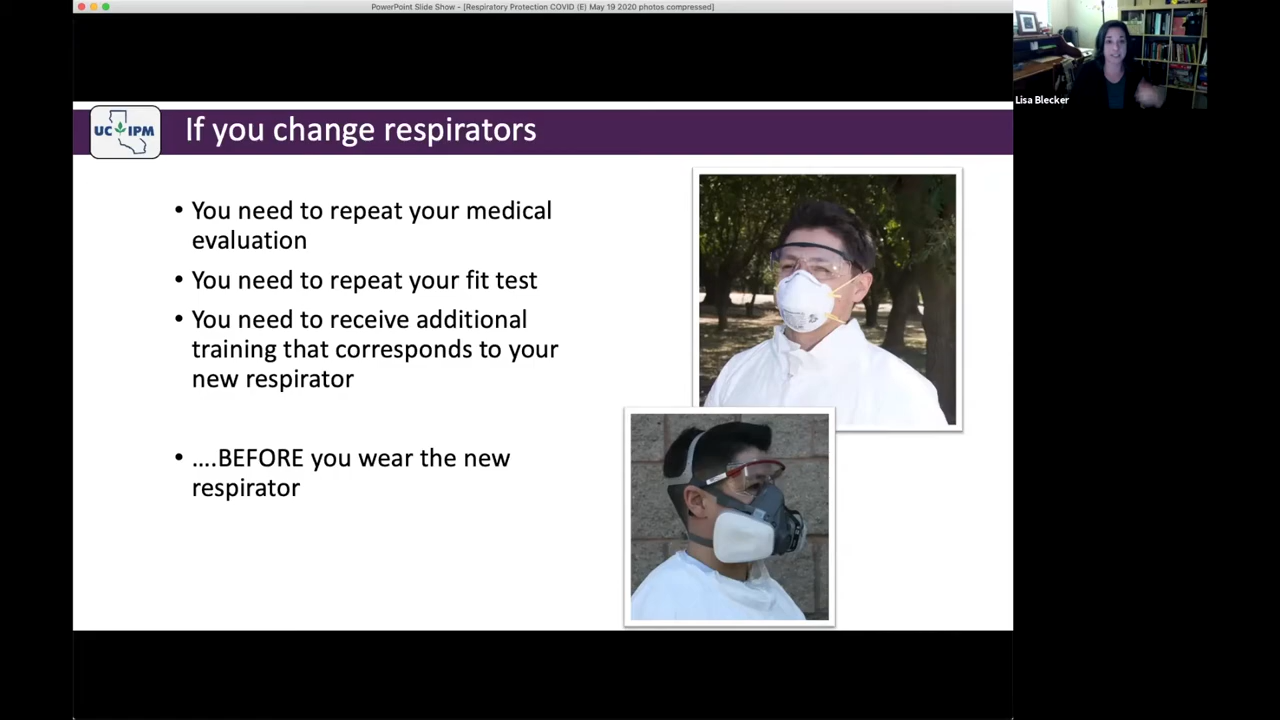 PowerPoint Slide Show - [Respiratory Protection COVID (E) May 19 2020 photos compressed]
Lisa Blecker
UC IPM
If you change respirators
• You need to repeat your medical
evaluation
• You need to repeat your fit test
• You need to receive additional
training that corresponds to your
new respirator
• ....BEFORE you wear the new
respirator